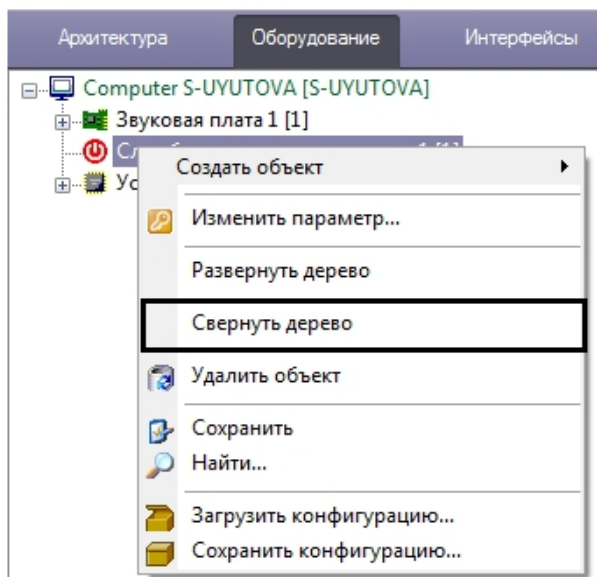 Архитектура Оборудование Интерфейсы
Computer S-UYUTOVA [S-UYUTOVA]
Звуковая плата 1 [1]
Создать объект
Изменить параметр...
Развернуть дерево
Свернуть дерево
Удалить объект
Сохранить
Найти...
Загрузить конфигурацию...
Сохранить конфигурацию...